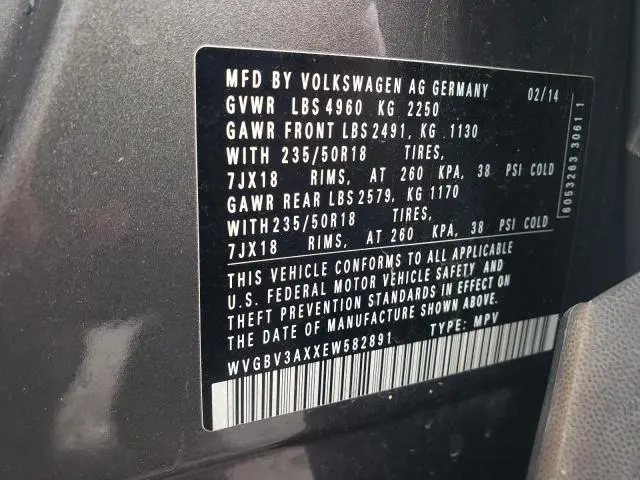 MFD BY VOLKSWAGEN AG GERMANY 02/14
GVWR LBS 4960 KG 2250
GAWR FRONT LBS 2491, KG 1130
WITH 235/50R18 TIRES,
7JX18 RIMS, AT 260 KPA, 38 PSI COLD
GAWR REAR LBS 2579, KG 1170
WITH 235/50R18 TIRES,
7JX18 RIMS, AT 260 KPA, 38 PSI COLD
THIS VEHICLE CONFORMS TO ALL APPLICABLE
U.S. FEDERAL MOTOR VEHICLE SAFETY AND
THEFT PREVENTION STANDARDS IN EFFECT ON
THE DATE OF MANUFACTURE SHOWN ABOVE.
WVGBV3AXXEW582891 TYPE: MPV
6053263 3061 1